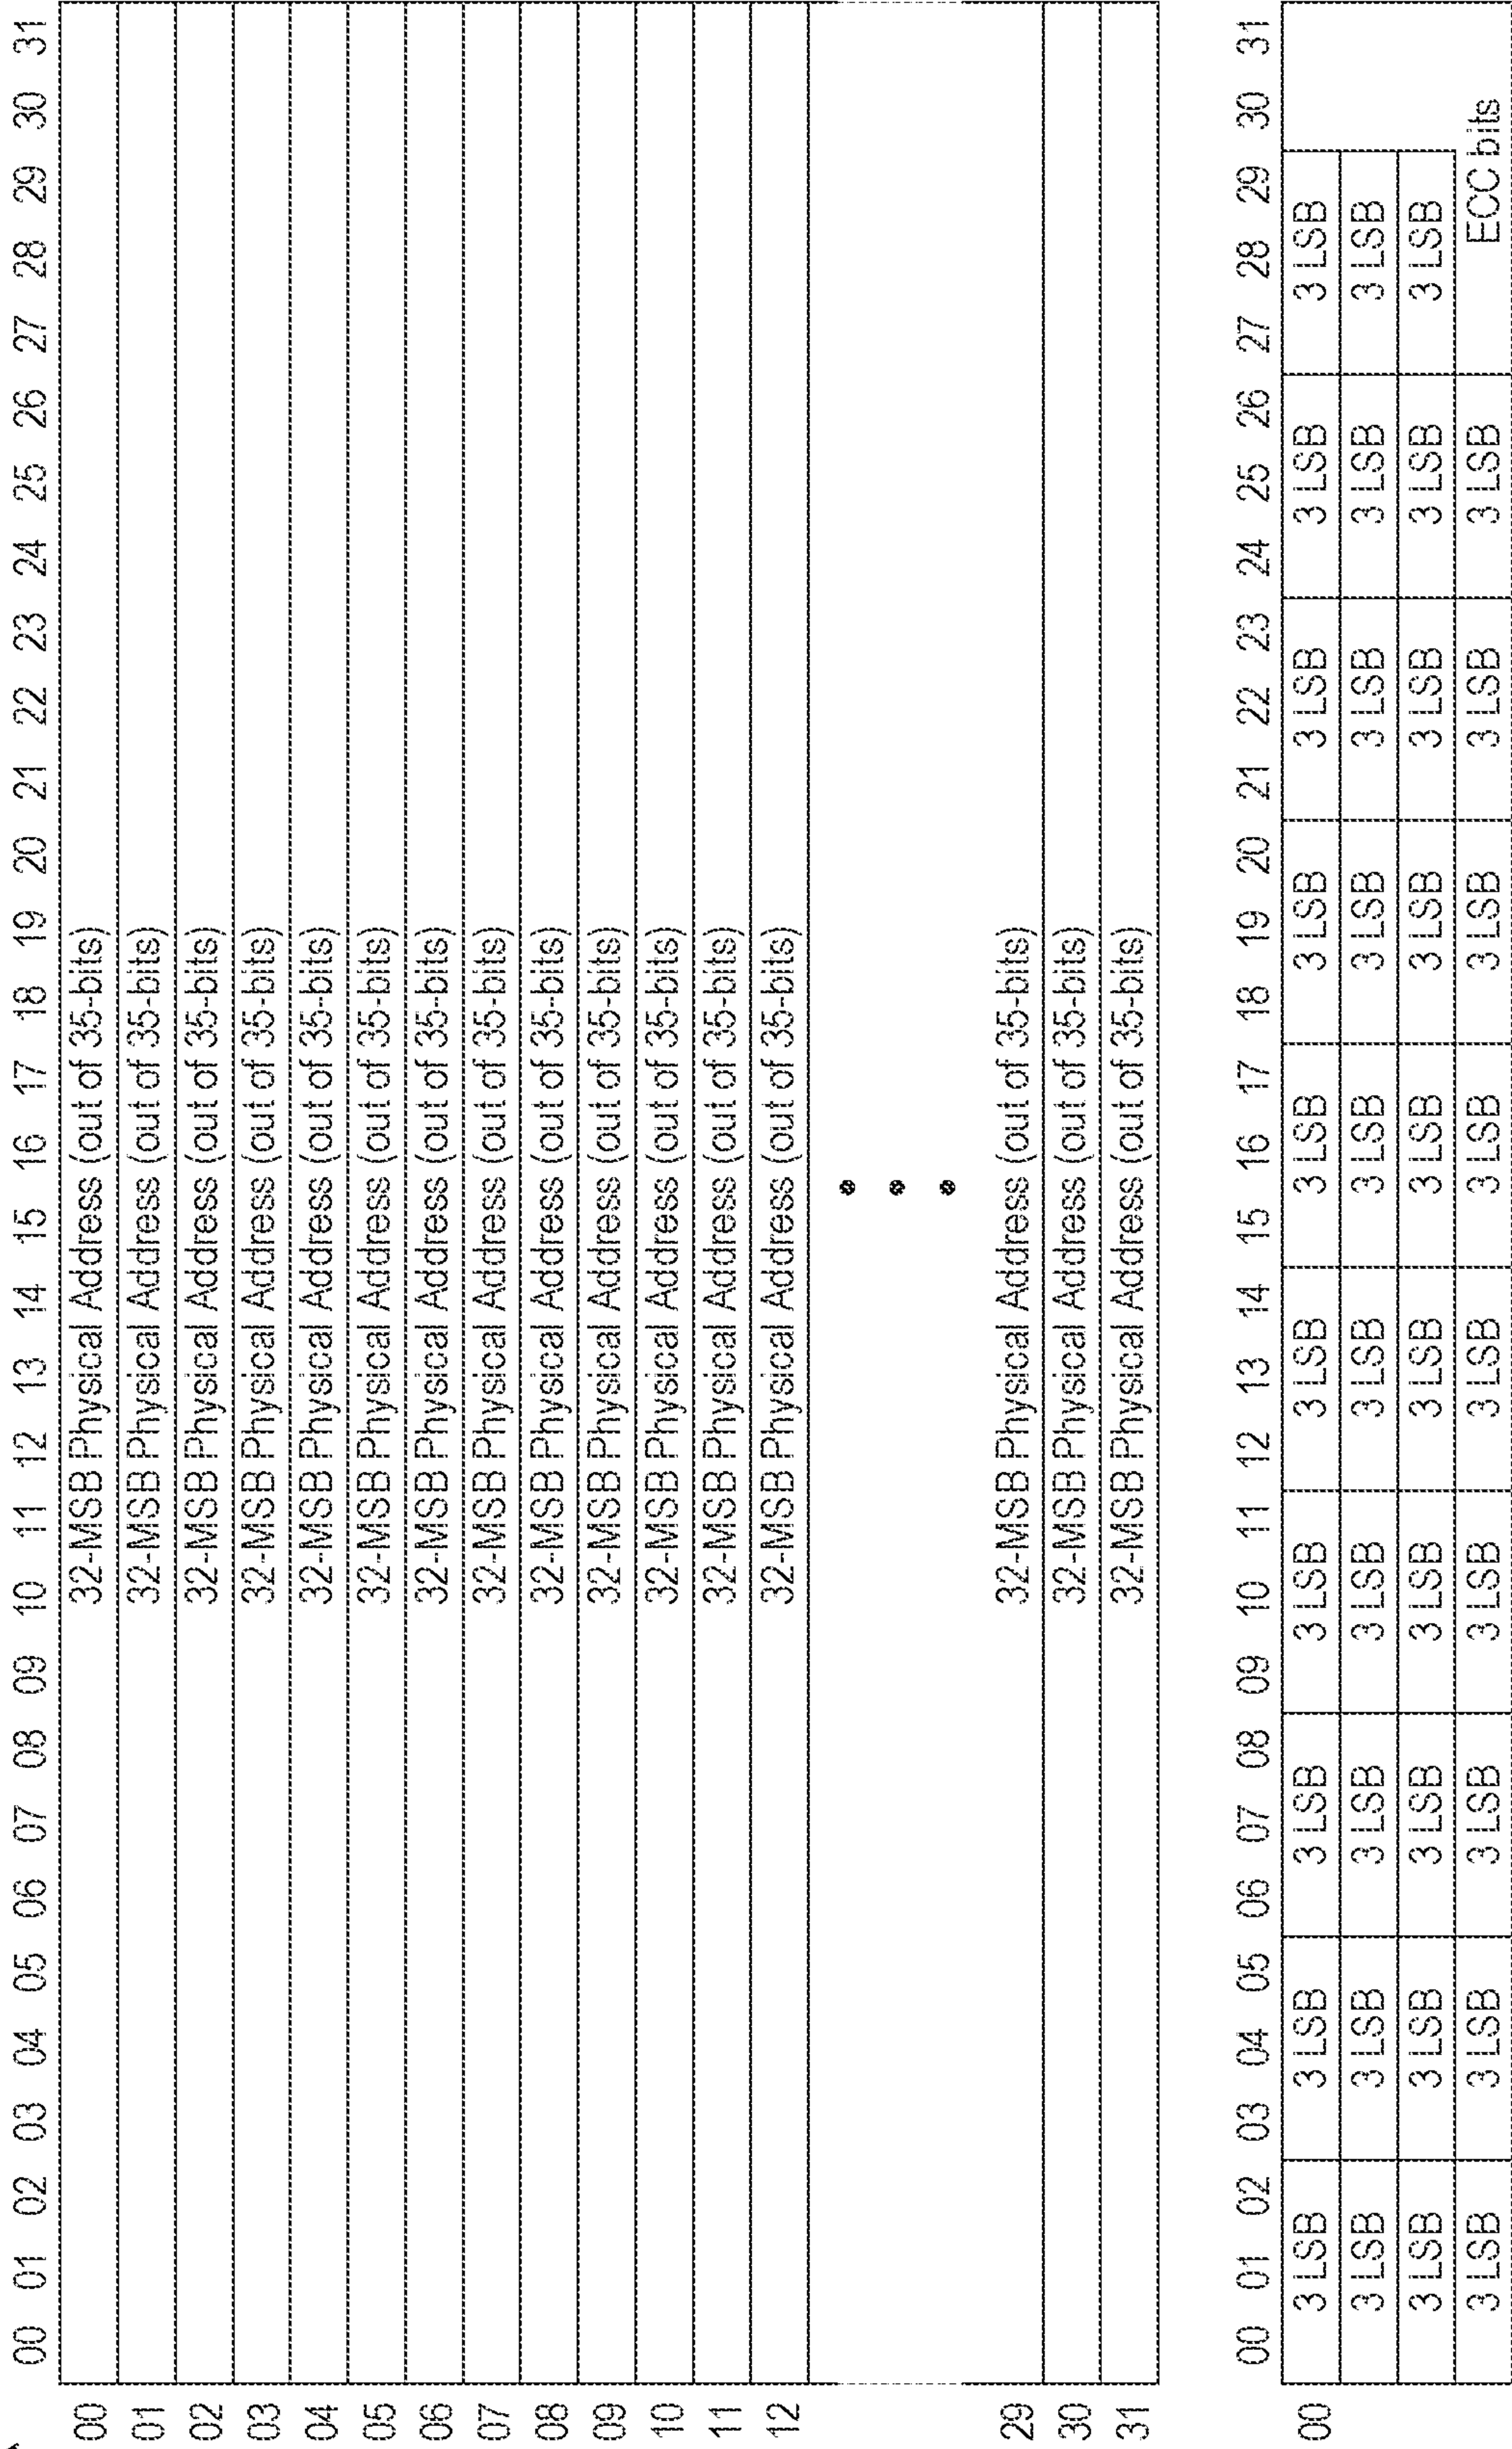 00 01 02 03 04 05 06 07 08 09 10 11 12 13 14 15 16 17 18 19 20 21 22 23 24 25 26 27 28 29 30 31
00 32-MSB Physical Address (out of 35-bits)
01 32-MSB Physical Address (out of 35-bits)
02 32-MSB Physical Address (out of 35-bits)
03 32-MSB Physical Address (out of 35-bits)
04 32-MSB Physical Address (out of 35-bits)
05 32-MSB Physical Address (out of 35-bits)
06 32-MSB Physical Address (out of 35-bits)
07 32-MSB Physical Address (out of 35-bits)
08 32-MSB Physical Address (out of 35-bits)
09 32-MSB Physical Address (out of 35-bits)
10 32-MSB Physical Address (out of 35-bits)
11 32-MSB Physical Address (out of 35-bits)
12 32-MSB Physical Address (out of 35-bits)
29 32-MSB Physical Address (out of 35-bits)
30 32-MSB Physical Address (out of 35-bits)
31 32-MSB Physical Address (out of 35-bits)
00 01 02 03 04 05 06 07 08 09 10 11 12 13 14 15 16 17 18 19 20 21 22 23 24 25 26 27 28 29 30 31
00 3 LSB 3 LSB 3 LSB 3 LSB 3 LSB 3 LSB 3 LSB 3 LSB 3 LSB 3 LSB
3 LSB 3 LSB 3 LSB 3 LSB 3 LSB 3 LSB 3 LSB 3 LSB 3 LSB 3 LSB
3 LSB 3 LSB 3 LSB 3 LSB 3 LSB 3 LSB 3 LSB 3 LSB 3 LSB 3 LSB
3 LSB 3 LSB 3 LSB 3 LSB 3 LSB 3 LSB 3 LSB 3 LSB 3 LSB ECC bits